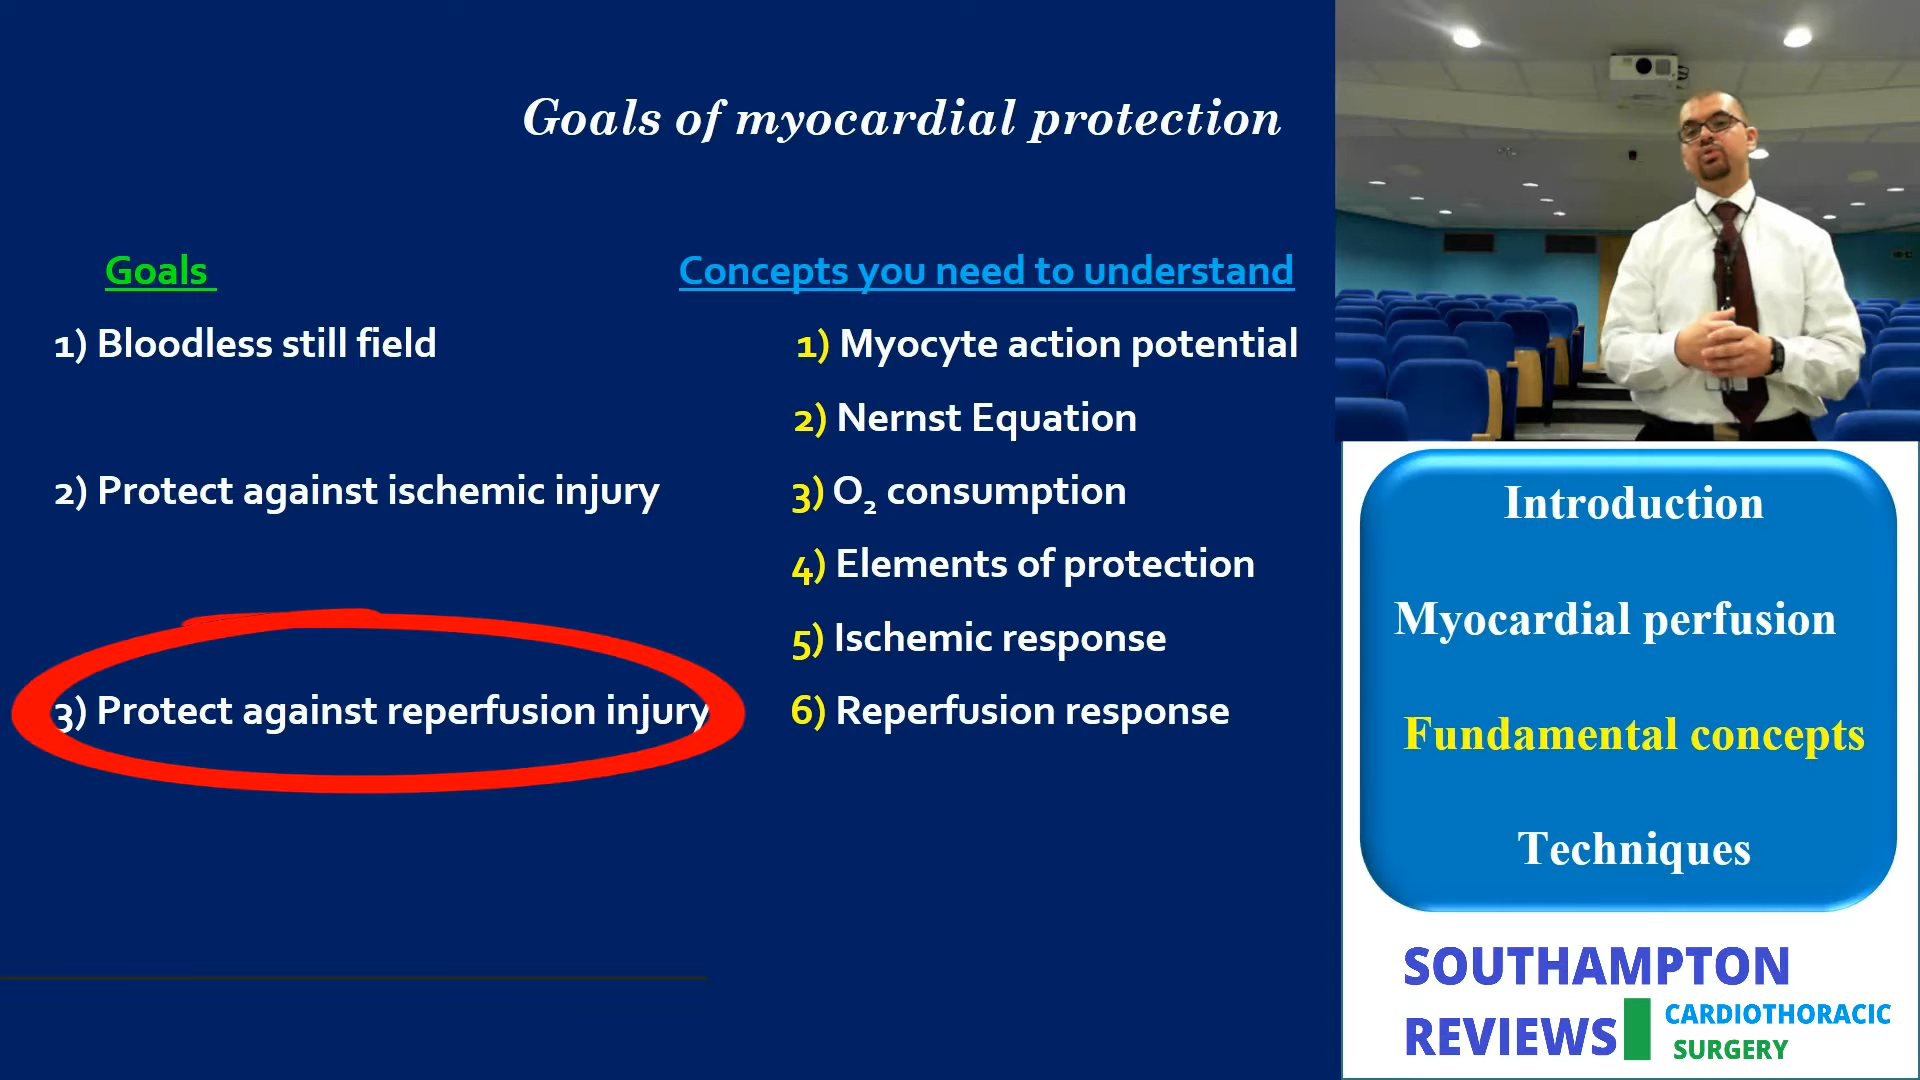 Goals of myocardial protection
Goals
1) Bloodless still field
2) Protect against ischemic injury
3) Protect against reperfusion injury
Concepts you need to understand
1) Myocyte action potential
2) Nernst Equation
3) O₂ consumption
4) Elements of protection
5) Ischemic response
6) Reperfusion response
Introduction
Myocardial perfusion
Fundamental concepts
Techniques
SOUTHAMPTON
REVIEWS
CARDIOTHORACIC
SURGERY